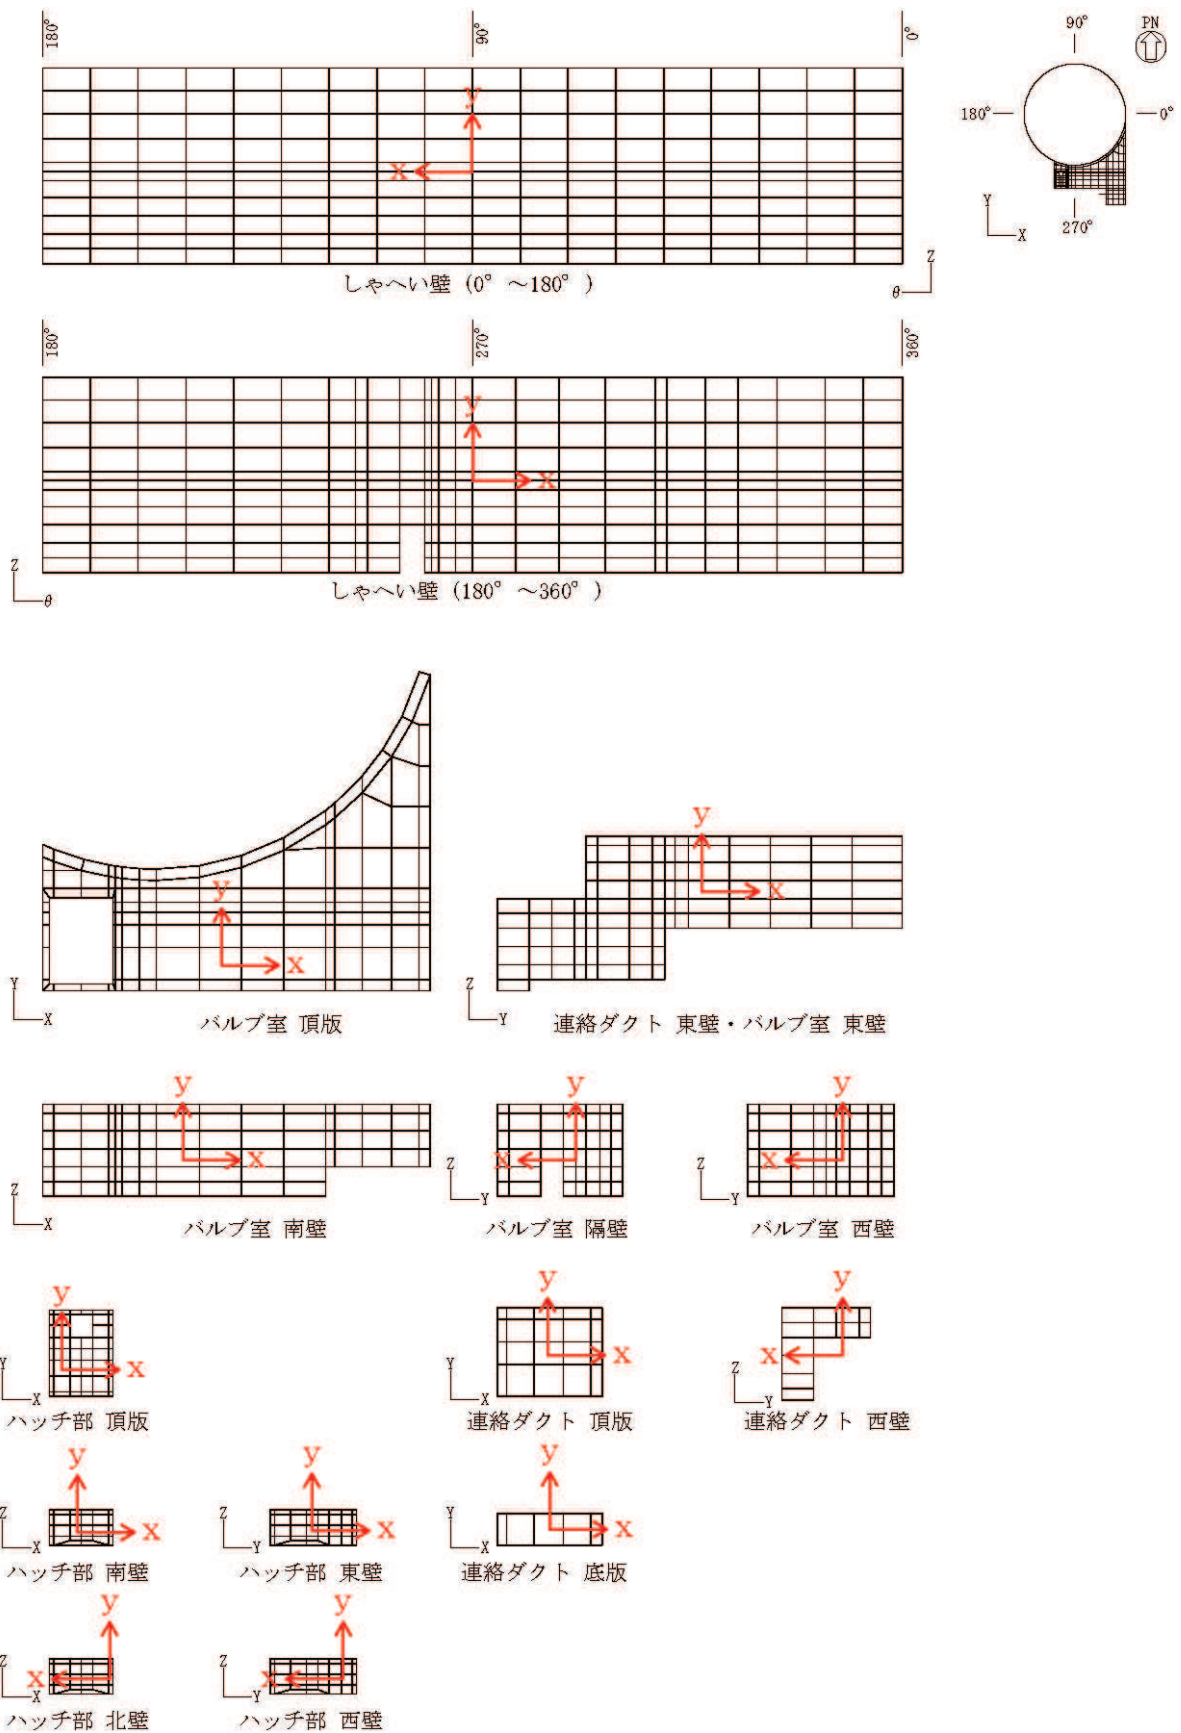 180° 90° 0°
90° PN
180° 0°
270°
Y X
y
x
Z θ
しゃへい壁 (0° ～180° )
180° 270° 360°
y
x
Z θ
しゃへい壁 (180° ～360° )
y
x
Y X
バルブ室 頂版
y
x
Z Y
連絡ダクト 東壁・バルブ室 東壁
y
x
Z X
バルブ室 南壁
y
x
Z Y
バルブ室 隔壁
y
x
Z Y
バルブ室 西壁
y
x
Y X
ハッチ部 頂版
y
x
Y X
連絡ダクト 頂版
y
x
Z Y
連絡ダクト 西壁
y
x
Z X
ハッチ部 南壁
y
x
Z Y
ハッチ部 東壁
y
x
Y X
連絡ダクト 底版
y
x
Z X
ハッチ部 北壁
y
x
Z Y
ハッチ部 西壁